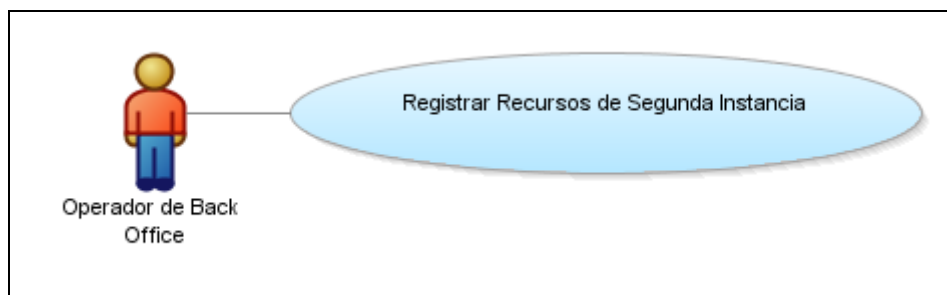 Registrar Recursos de Segunda Instancia
Operador de Back
Office